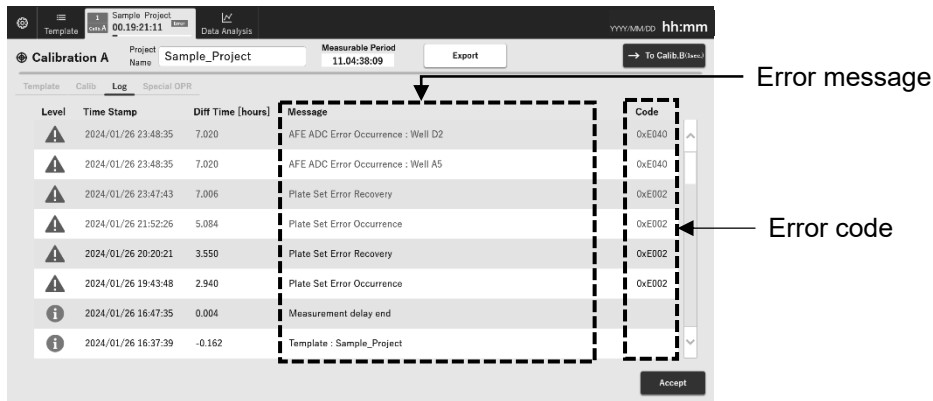 Template
1
Calib.A
Sample_Project
00.19:21:11
Error
Data Analysis
YYYY/MM/DD hh:mm
Calibration A
Project Name
Sample_Project
Measurable Period
11.04:38:09
Export
→ To Calib.B(1sec.)
Template Calib Log Special OPR
Error message
Level Time Stamp Diff Time [hours] Message Code
2024/01/26 23:48:35 7.020 AFE ADC Error Occurrence : Well D2 0xE040
2024/01/26 23:48:35 7.020 AFE ADC Error Occurrence : Well A5 0xE040
2024/01/26 23:47:43 7.006 Plate Set Error Recovery 0xE002
2024/01/26 21:52:26 5.084 Plate Set Error Occurrence 0xE002
Error code
2024/01/26 20:20:21 3.550 Plate Set Error Recovery 0xE002
2024/01/26 19:43:48 2.940 Plate Set Error Occurrence 0xE002
2024/01/26 16:47:35 0.004 Measurement delay end
2024/01/26 16:37:39 -0.162 Template : Sample_Project
Accept